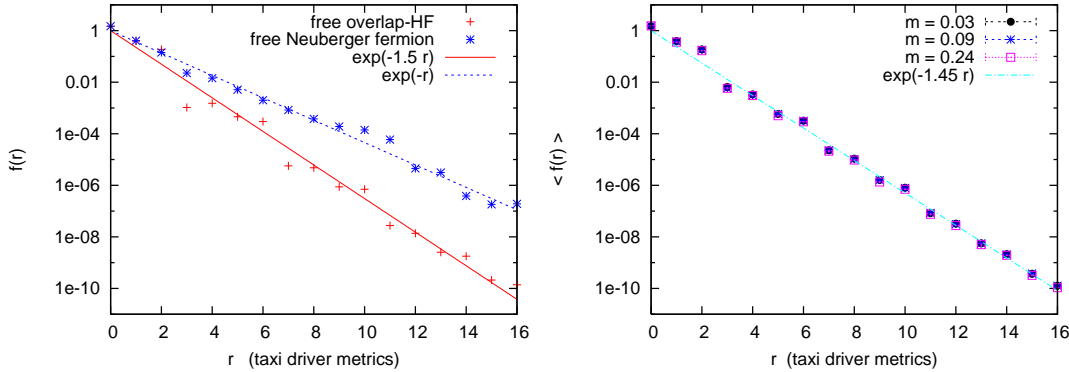 free overlap-HF
free Neuberger fermion
exp(-1.5 r)
exp(-r)
1
0.01
1e-04
1e-06
1e-08
1e-10
f(r)
0 2 4 6 8 10 12 14 16
r (taxi driver metrics)
m = 0.03
m = 0.09
m = 0.24
exp(-1.45 r)
1
0.01
1e-04
1e-06
1e-08
1e-10
< f(r) >
0 2 4 6 8 10 12 14 16
r (taxi driver metrics)